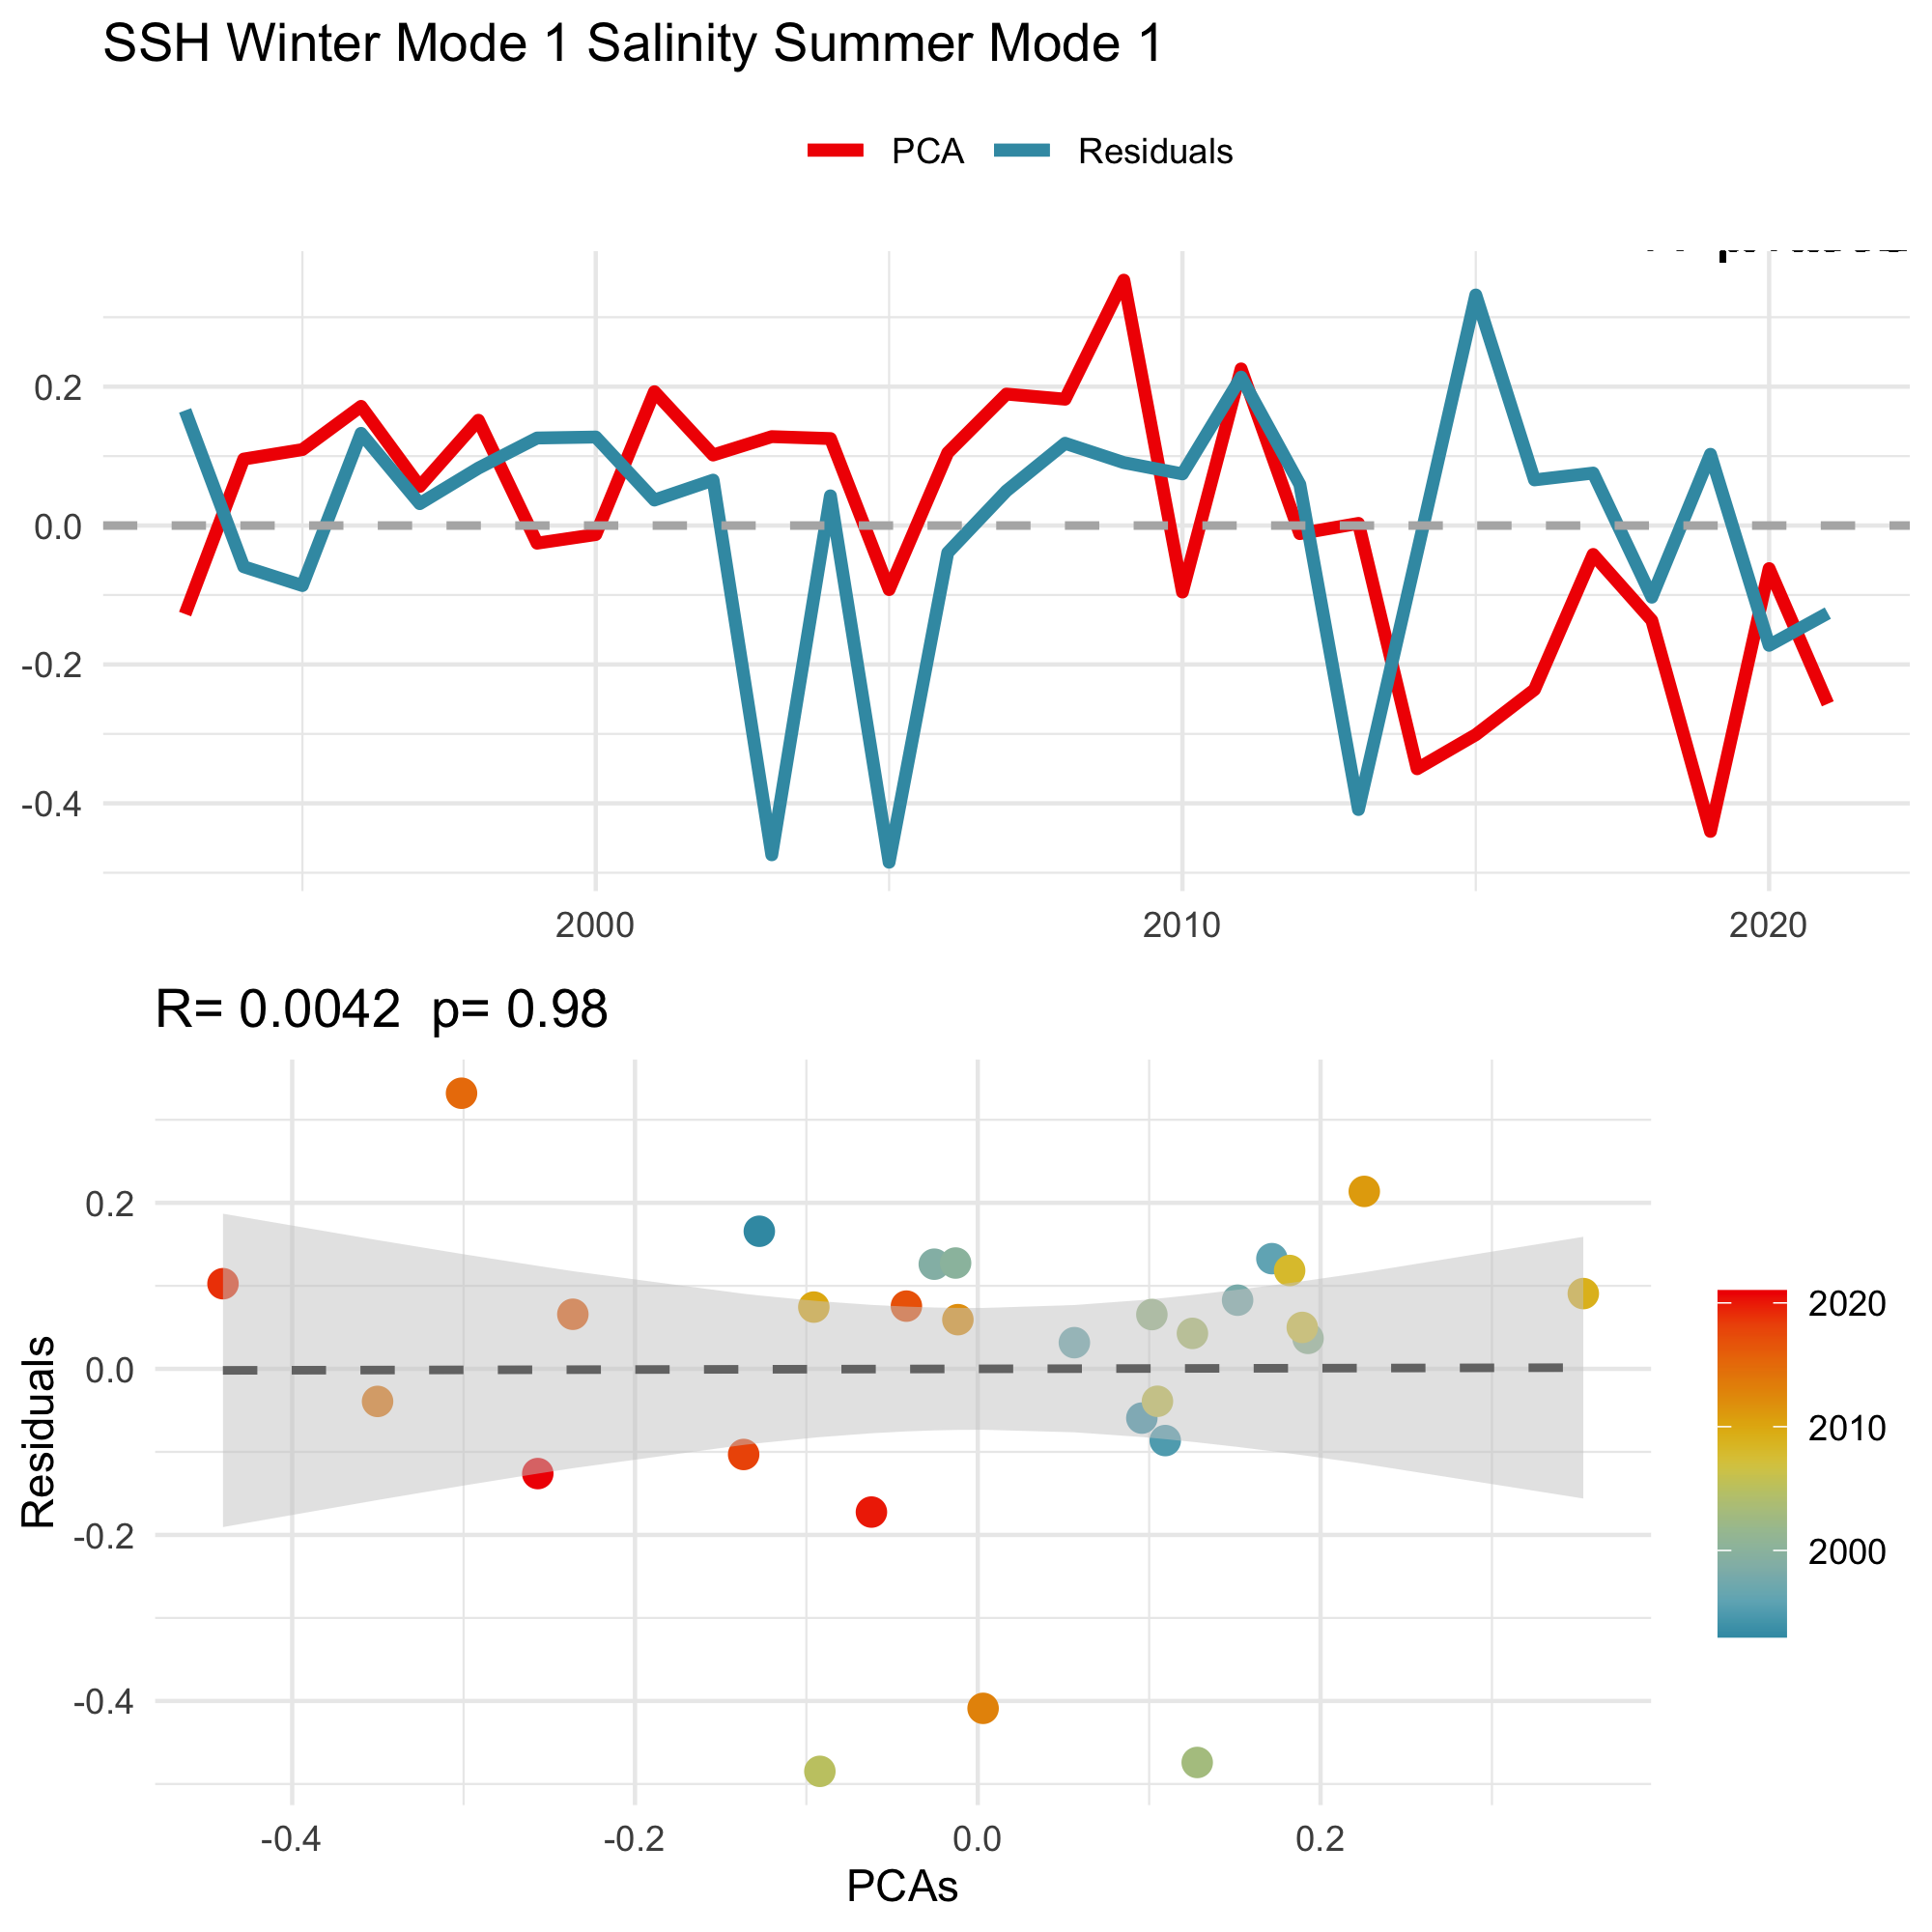 SSH Winter Mode 1 Salinity Summer Mode 1
PCA Residuals
0.2
0.0
-0.2
-0.4
2000 2010 2020
R= 0.0042 p= 0.98
Residuals
0.2
0.0
-0.2
-0.4
-0.4 -0.2 0.0 0.2
PCAs
2020
2010
2000